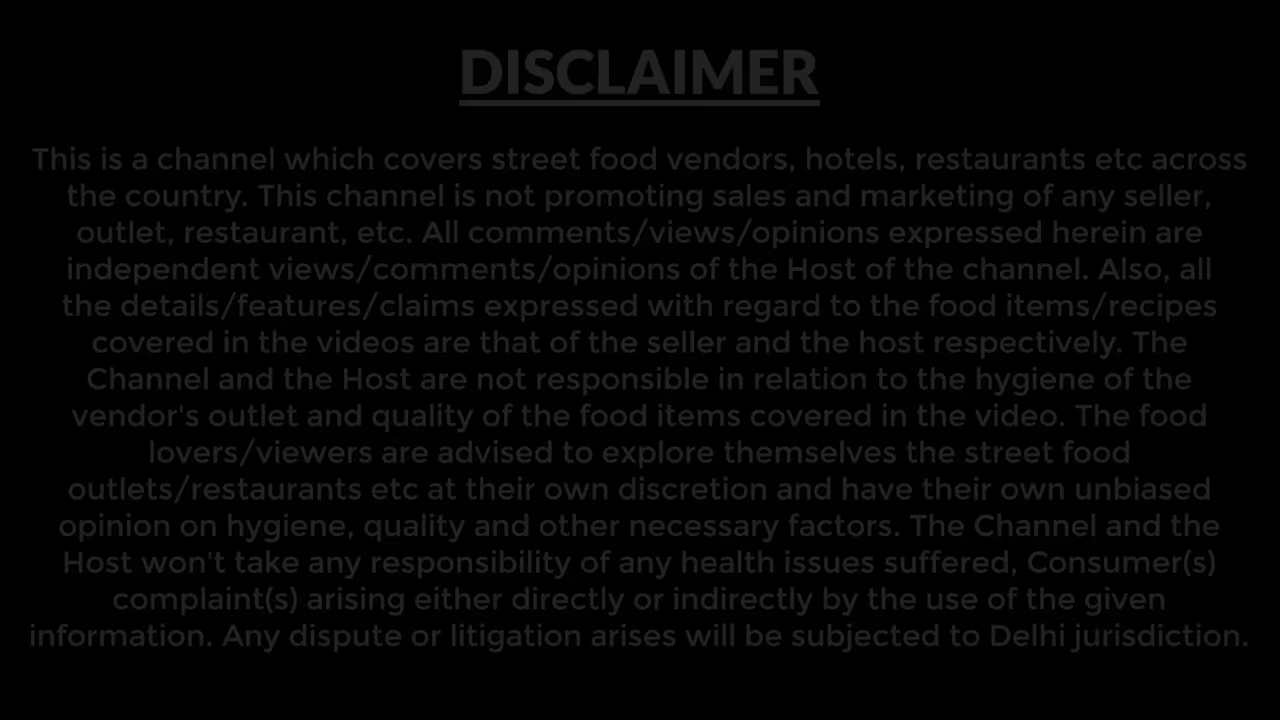 DISCLAIMER
This is a channel which covers street food vendors, hotels, restaurants etc across
the country. This channel is not promoting sales and marketing of any seller,
outlet, restaurant, etc. All comments/views/opinions expressed herein are
independent views/comments/opinions of the Host of the channel. Also, all
the details/features/claims expressed with regard to the food items/recipes
covered in the videos are that of the seller and the host respectively. The
Channel and the Host are not responsible in relation to the hygiene of the
vendor's outlet and quality of the food items covered in the video. The food
lovers/viewers are advised to explore themselves the street food
outlets/restaurants etc at their own discretion and have their own unbiased
opinion on hygiene, quality and other necessary factors. The Channel and the
Host won't take any responsibility of any health issues suffered, Consumer(s)
complaint(s) arising either directly or indirectly by the use of the given
information. Any dispute or litigation arises will be subjected to Delhi jurisdiction.